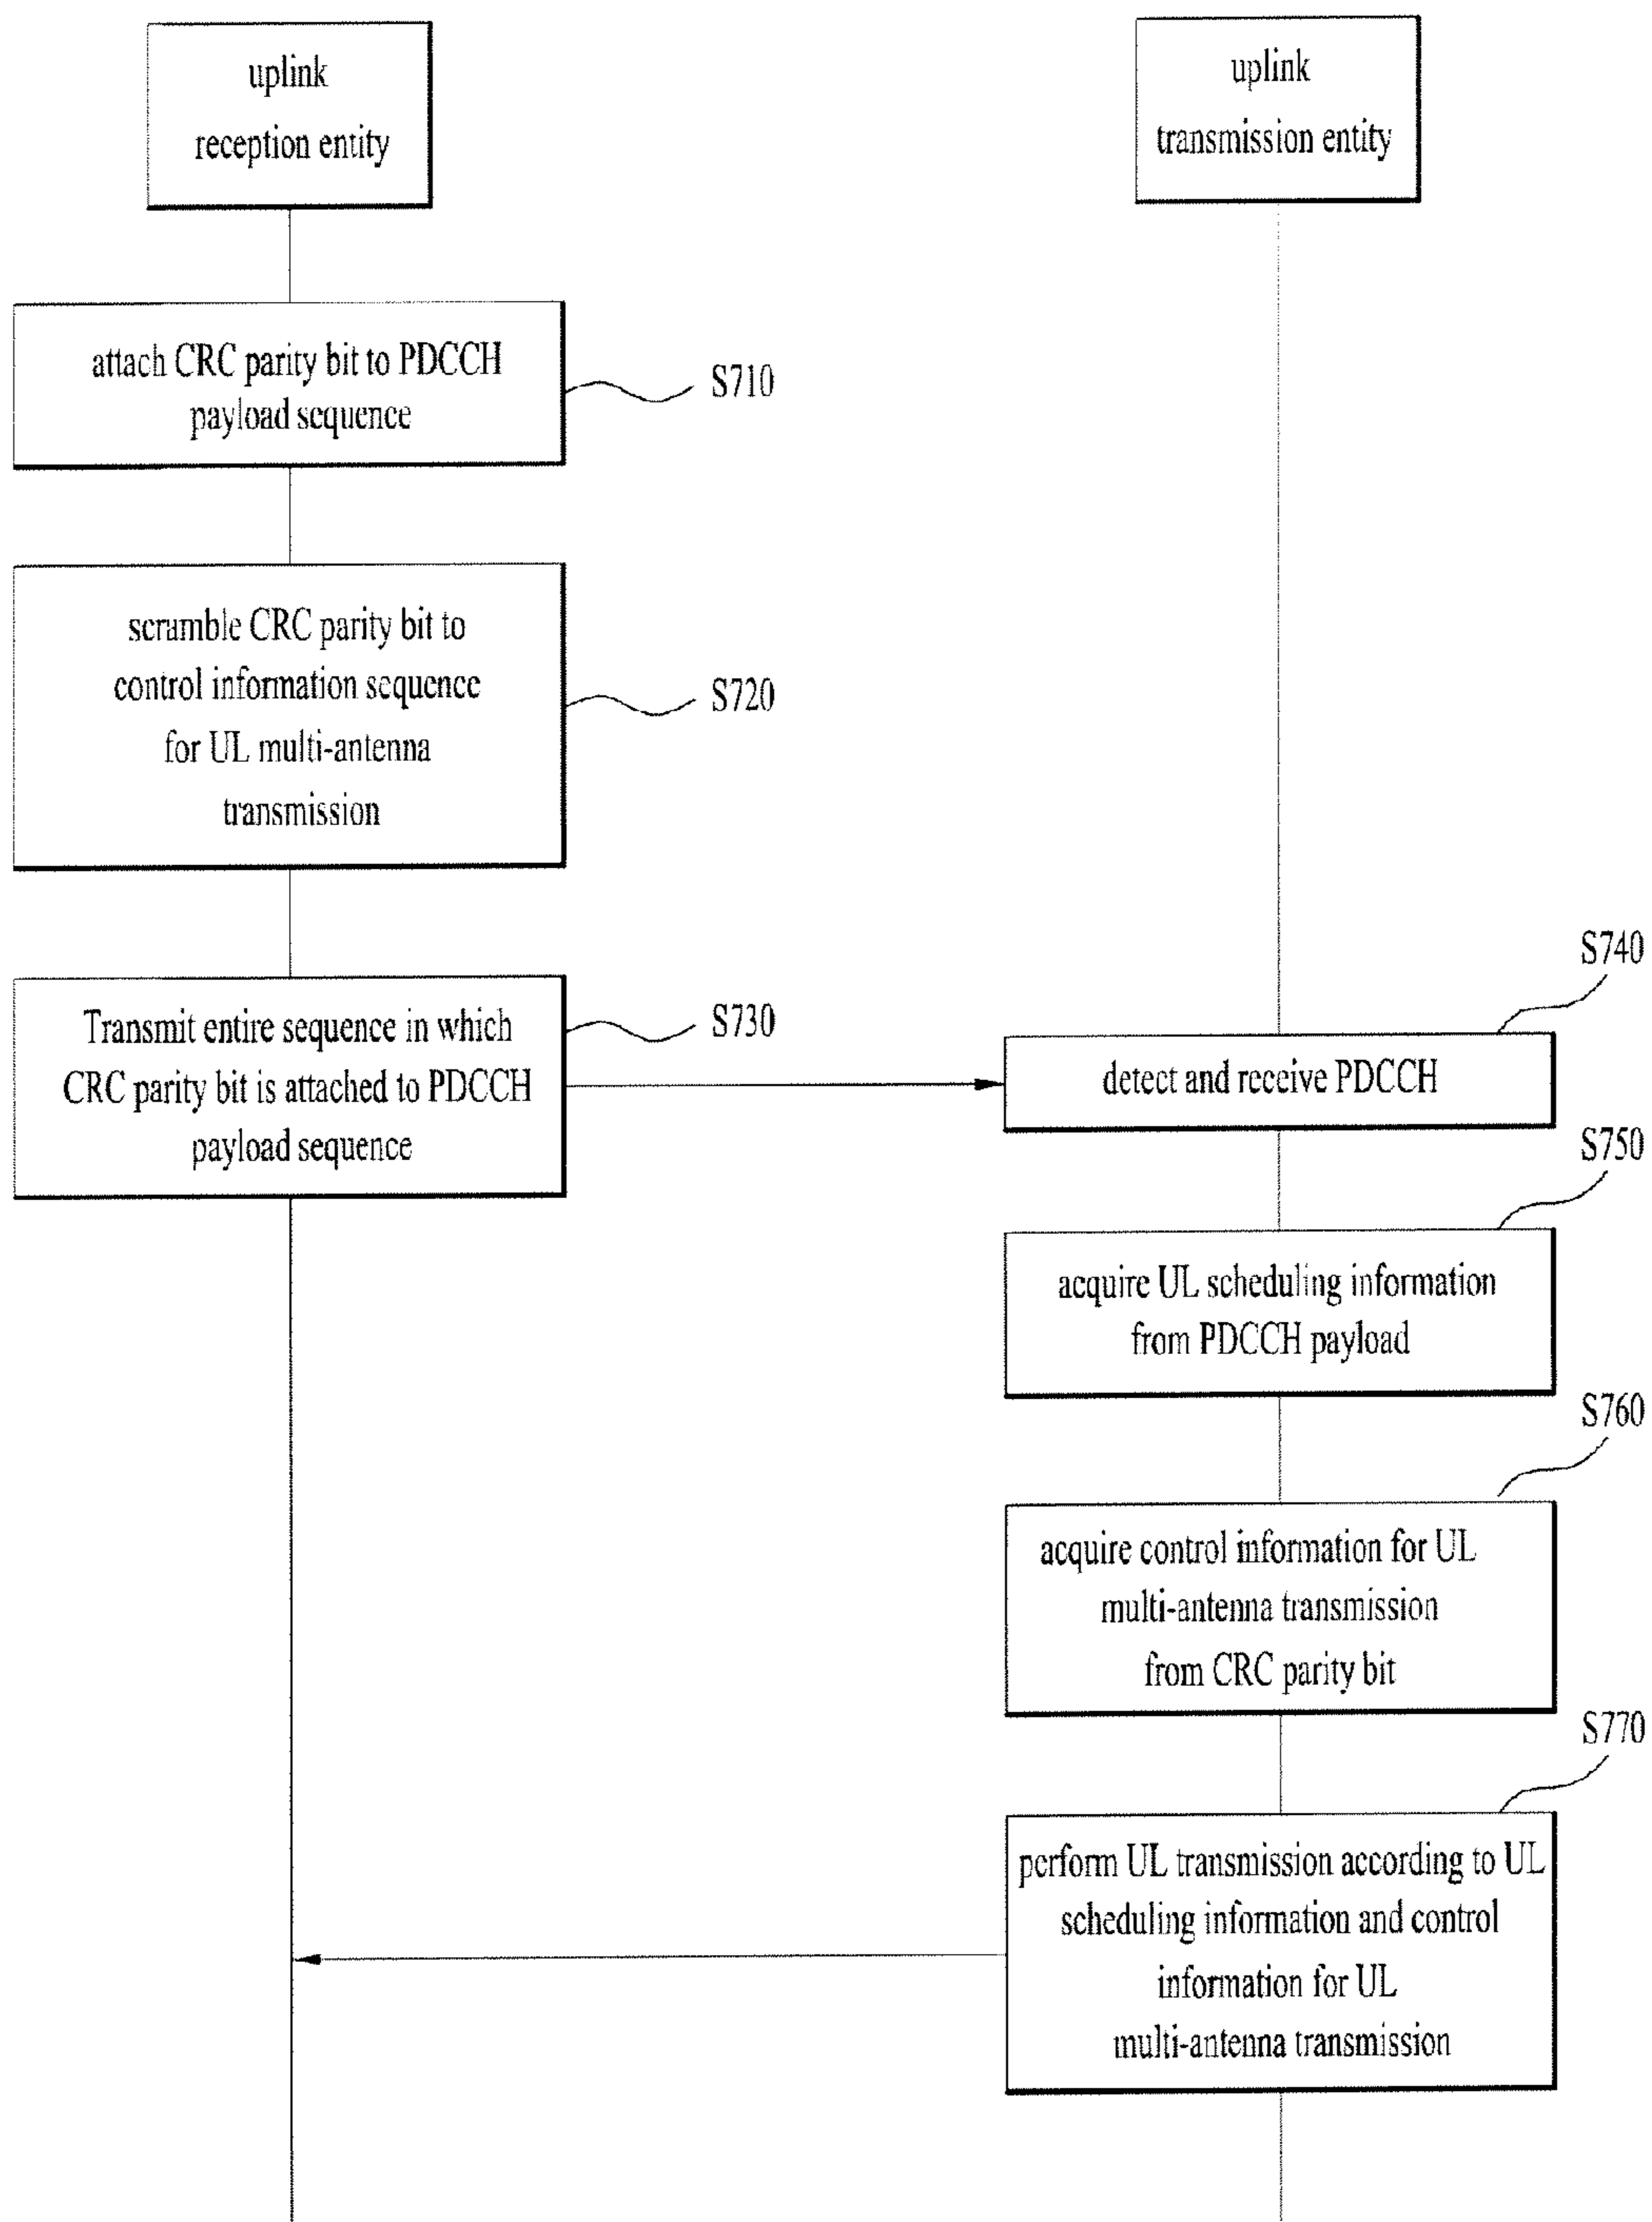 uplink
reception entity
uplink
transmission entity
attach CRC parity bit to PDCCH
payload sequence
S710
scramble CRC parity bit to
control information sequence
for UL multi-antenna
transmission
S720
Transmit entire sequence in which
CRC parity bit is attached to PDCCH
payload sequence
S730
S740
detect and receive PDCCH
S750
acquire UL scheduling information
from PDCCH payload
S760
acquire control information for UL
multi-antenna transmission
from CRC parity bit
S770
perform UL transmission according to UL
scheduling information and control
information for UL
multi-antenna transmission